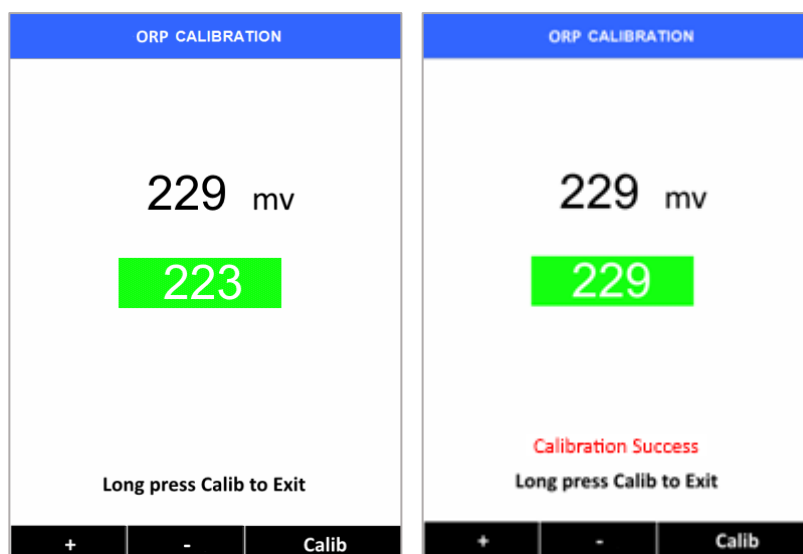 ORP CALIBRATION
229 mv
223
Long press Calib to Exit
+ - Calib
ORP CALIBRATION
229 mv
229
Calibration Success
Long press Calib to Exit
+ - Calib